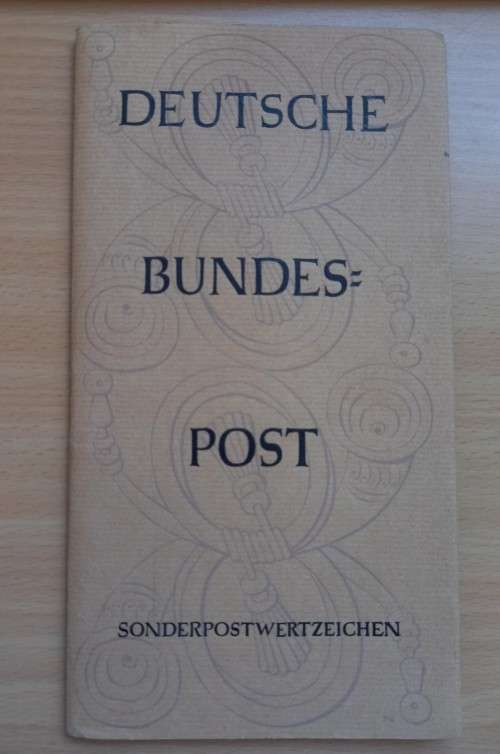 DEUTSCHE
BUNDES=
POST
SONDERPOSTWERTZEICHEN